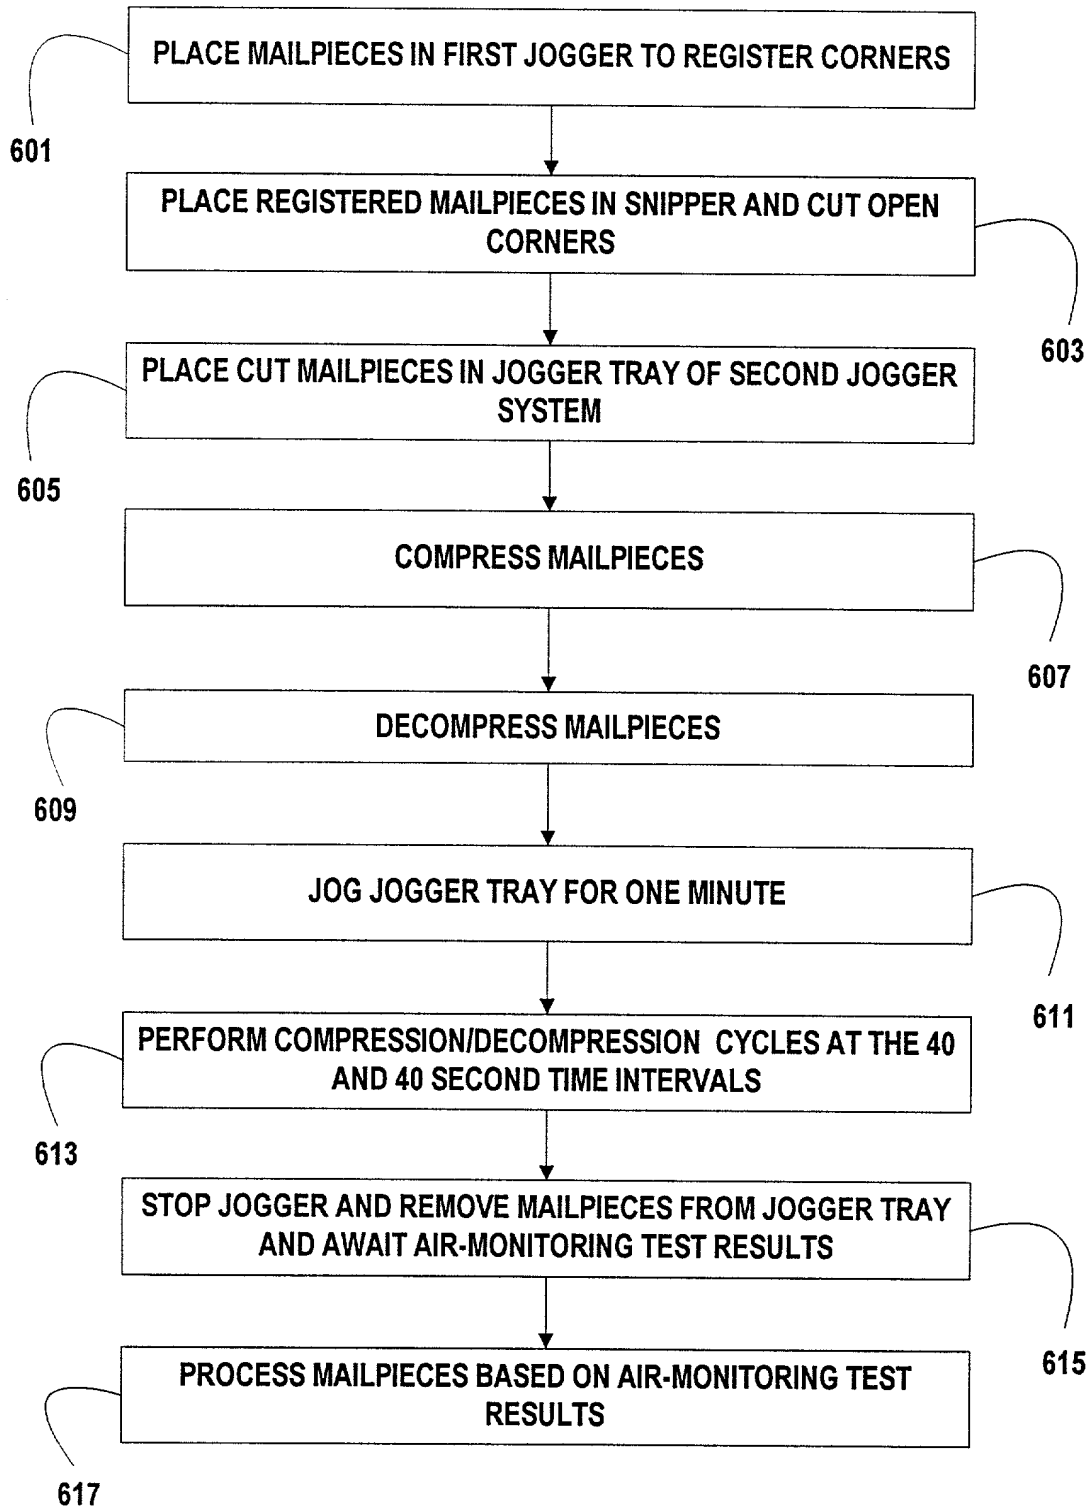 PLACE MAILPIECES IN FIRST JOGGER TO REGISTER CORNERS
601
PLACE REGISTERED MAILPIECES IN SNIPPER AND CUT OPEN
CORNERS
603
PLACE CUT MAILPIECES IN JOGGER TRAY OF SECOND JOGGER
SYSTEM
605
COMPRESS MAILPIECES
607
DECOMPRESS MAILPIECES
609
JOG JOGGER TRAY FOR ONE MINUTE
611
PERFORM COMPRESSION/DECOMPRESSION CYCLES AT THE 40
AND 40 SECOND TIME INTERVALS
613
STOP JOGGER AND REMOVE MAILPIECES FROM JOGGER TRAY
AND AWAIT AIR-MONITORING TEST RESULTS
615
PROCESS MAILPIECES BASED ON AIR-MONITORING TEST
RESULTS
617